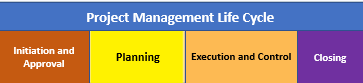 Project Management Life Cycle
Initiation and
Approval
Planning
Execution and Control
Closing